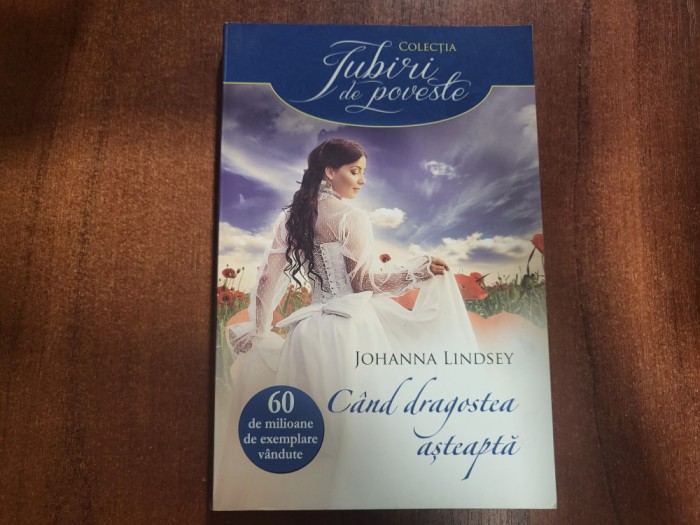 COLECȚIA
Iubiri
de poveste
JOHANNA LINDSEY
Când dragostea
așteaptă
60
de milioane
de exemplare
vândute